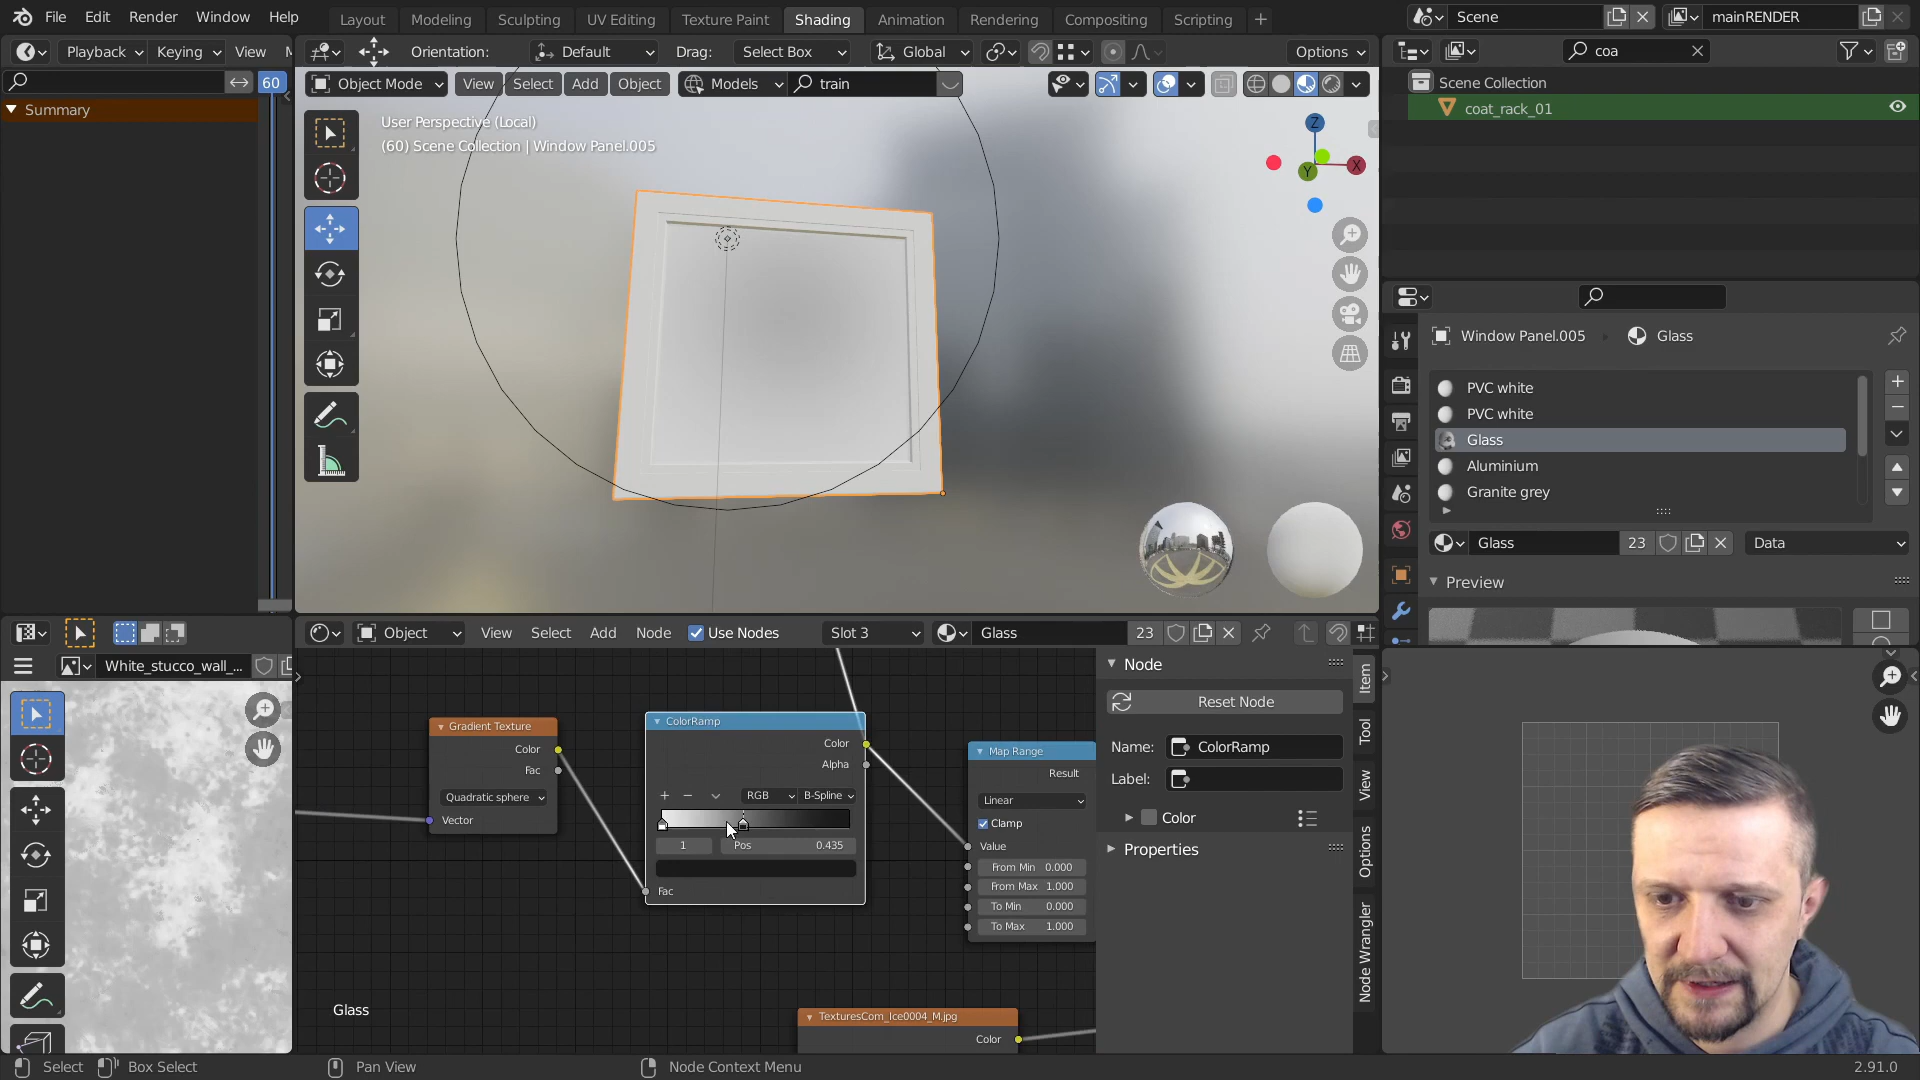 File Edit Render Window Help
Layout Modeling Sculpting UV Editing Texture Paint Shading Animation Rendering Compositing Scripting +
Scene
mainRENDER
Playback Keying View
60
Summary
Orientation: Default Drag: Select Box Global Options
Object Mode View Select Add Object Models train
User Perspective (Local)
(60) Scene Collection | Window Panel.005
Z
X
Y
coa
Scene Collection
coat_rack_01
Window Panel.005 Glass
PVC white
PVC white
Glass
Aluminium
Granite grey
Glass 23 Data
Preview
Object View Select Add Node Use Nodes Slot 3 Glass 23
White_stucco_wall_...
Gradient Texture
Color
Fac
Quadratic sphere
Vector
ColorRamp
Color
Alpha
+ − RGB B-Spline
1 Pos 0.435
Fac
Map Range
Result
Linear
Clamp
Value
From Min 0.000
From Max 1.000
To Min 0.000
To Max 1.000
TexturesCom_Ice0004_M.jpg
Color
Glass
Node
Reset Node
Name: ColorRamp
Label:
Color
Properties
Item
Tool
View
Options
Node Wrangler
Select Box Select Pan View Node Context Menu 2.91.0